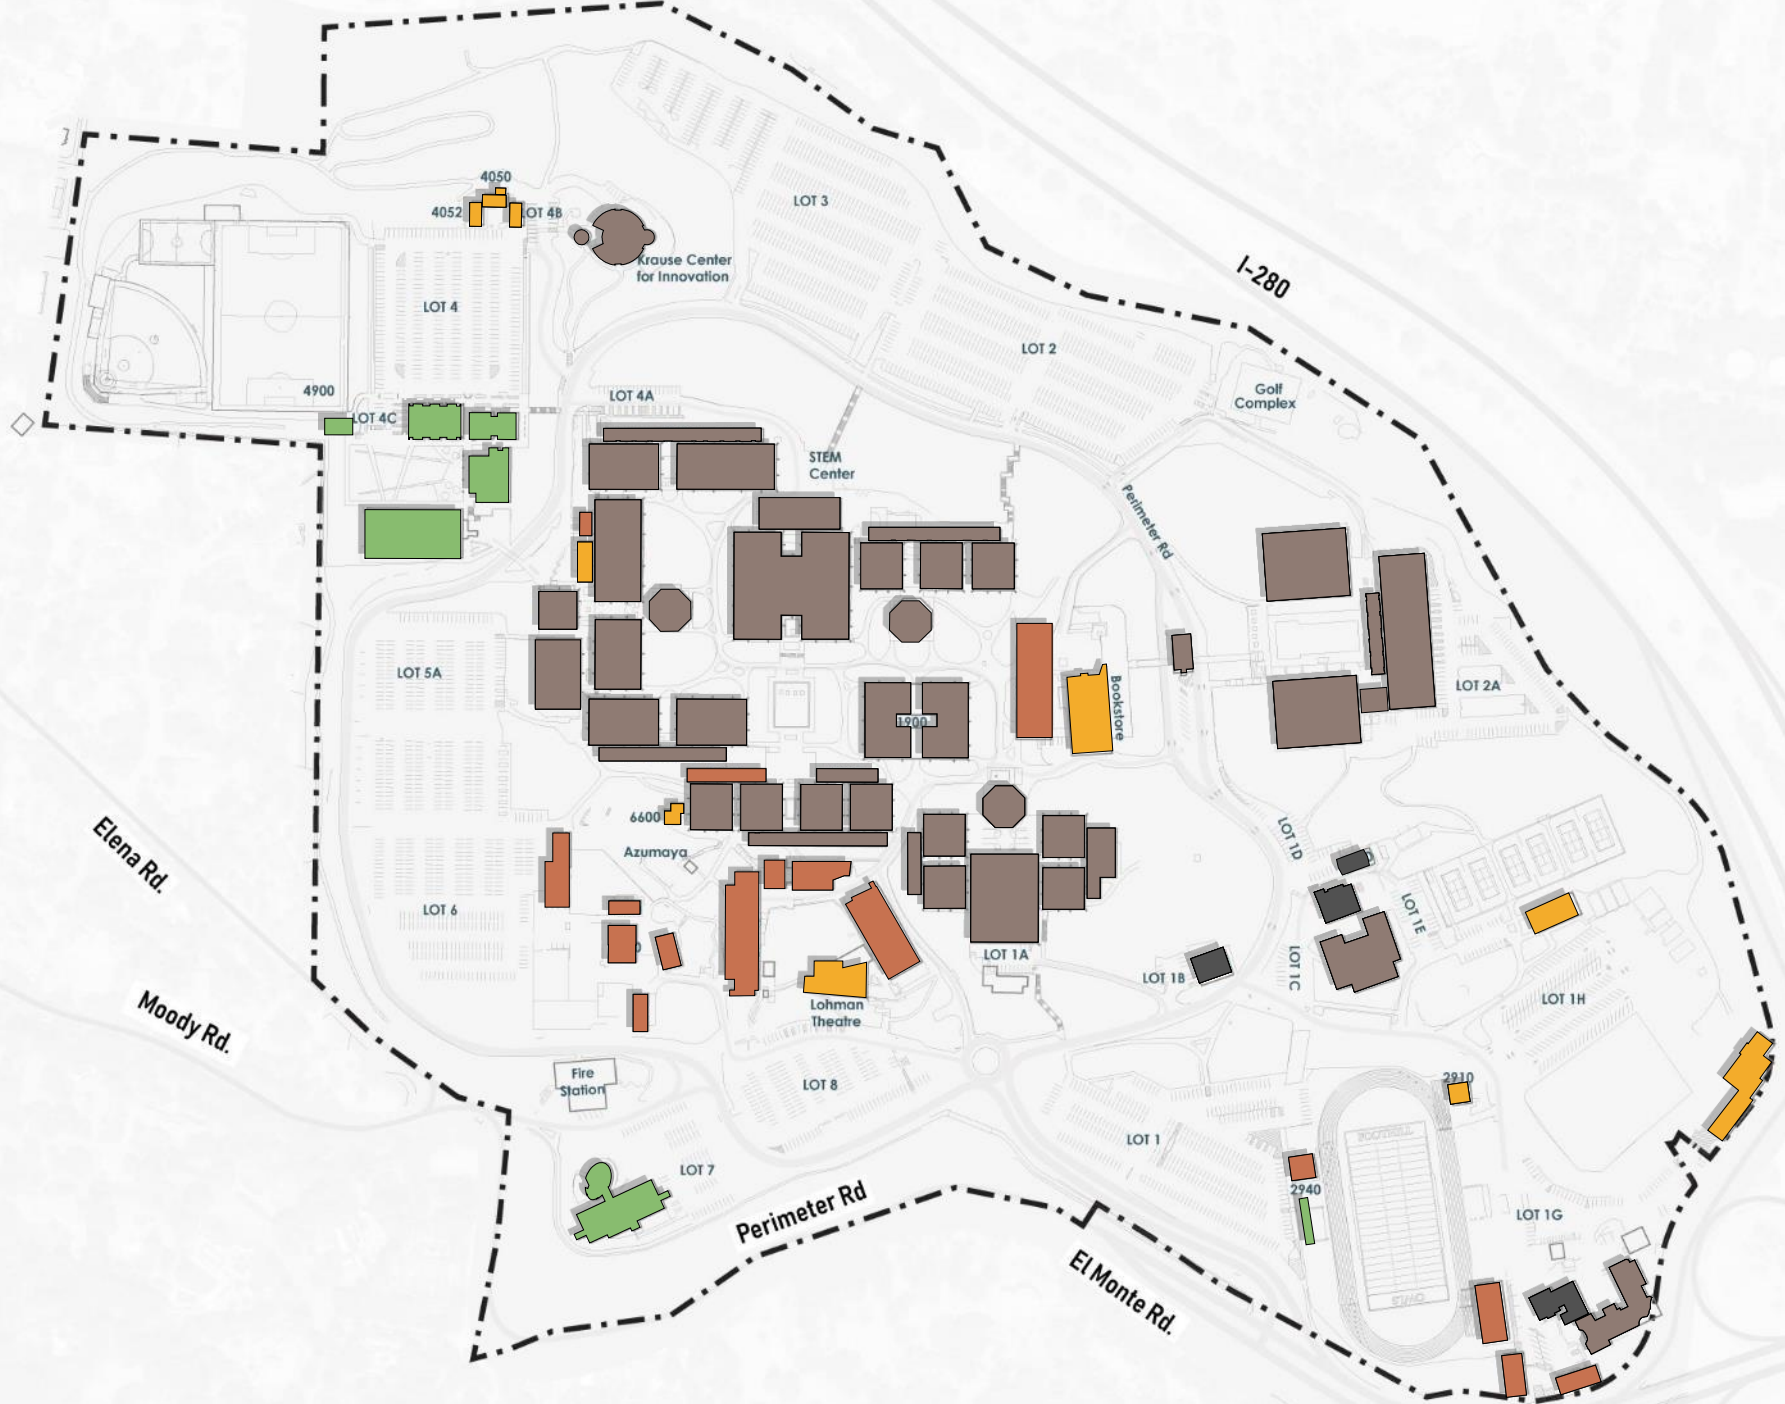 4050
4052
LOT 4B
LOT 3
Krause Center
for Innovation
I-280
LOT 4
LOT 2
4900
LOT 4A
Golf
Complex
LOT 4C
STEM
Center
Perimeter Rd
LOT 5A
LOT 2A
Bookstore
1900
6600
Azumaya
Elena Rd.
LOT 1D
LOT 6
LOT 1E
LOT 1A
LOT 1B
LOT 1C
LOT 1H
Lohman
Theatre
Moody Rd.
Fire
Station
LOT 8
2910
LOT 1
FOOTHILL
LOT 7
2940
Perimeter Rd
LOT 1G
El Monte Rd.
OWLS